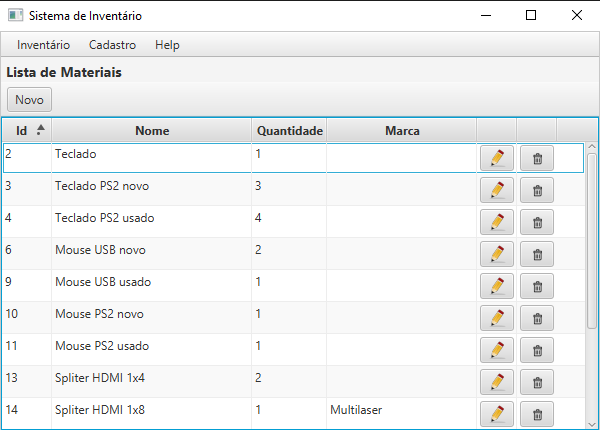 Sistema de Inventário
Inventário Cadastro Help
Lista de Materiais
Novo
Id Nome Quantidade Marca
2 Teclado 1
3 Teclado PS2 novo 3
4 Teclado PS2 usado 4
6 Mouse USB novo 2
9 Mouse USB usado 1
10 Mouse PS2 novo 1
11 Mouse PS2 usado 1
13 Spliter HDMI 1x4 2
14 Spliter HDMI 1x8 1 Multilaser